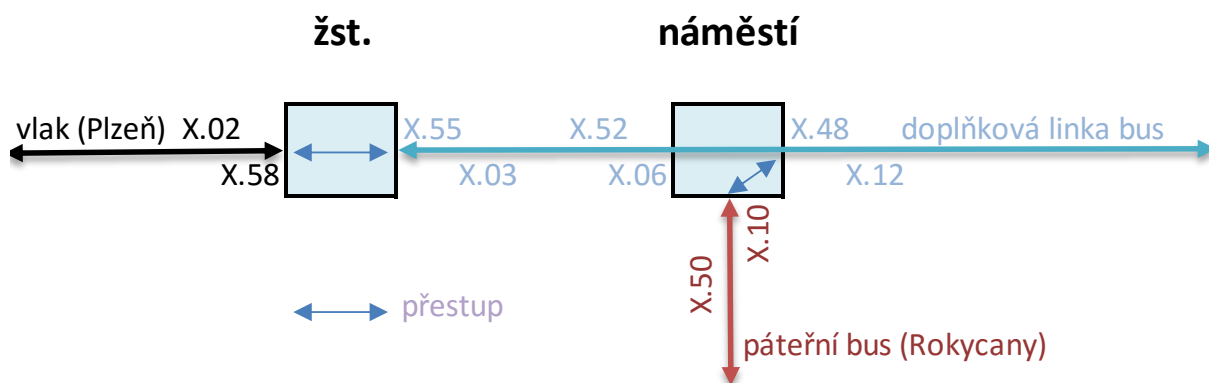 žst. náměstí
vlak (Plzeň) X.02 X.55 X.52 X.48 doplňková linka bus
X.58 X.03 X.06 X.12
X.10
X.50
přestup
páteřní bus (Rokycany)